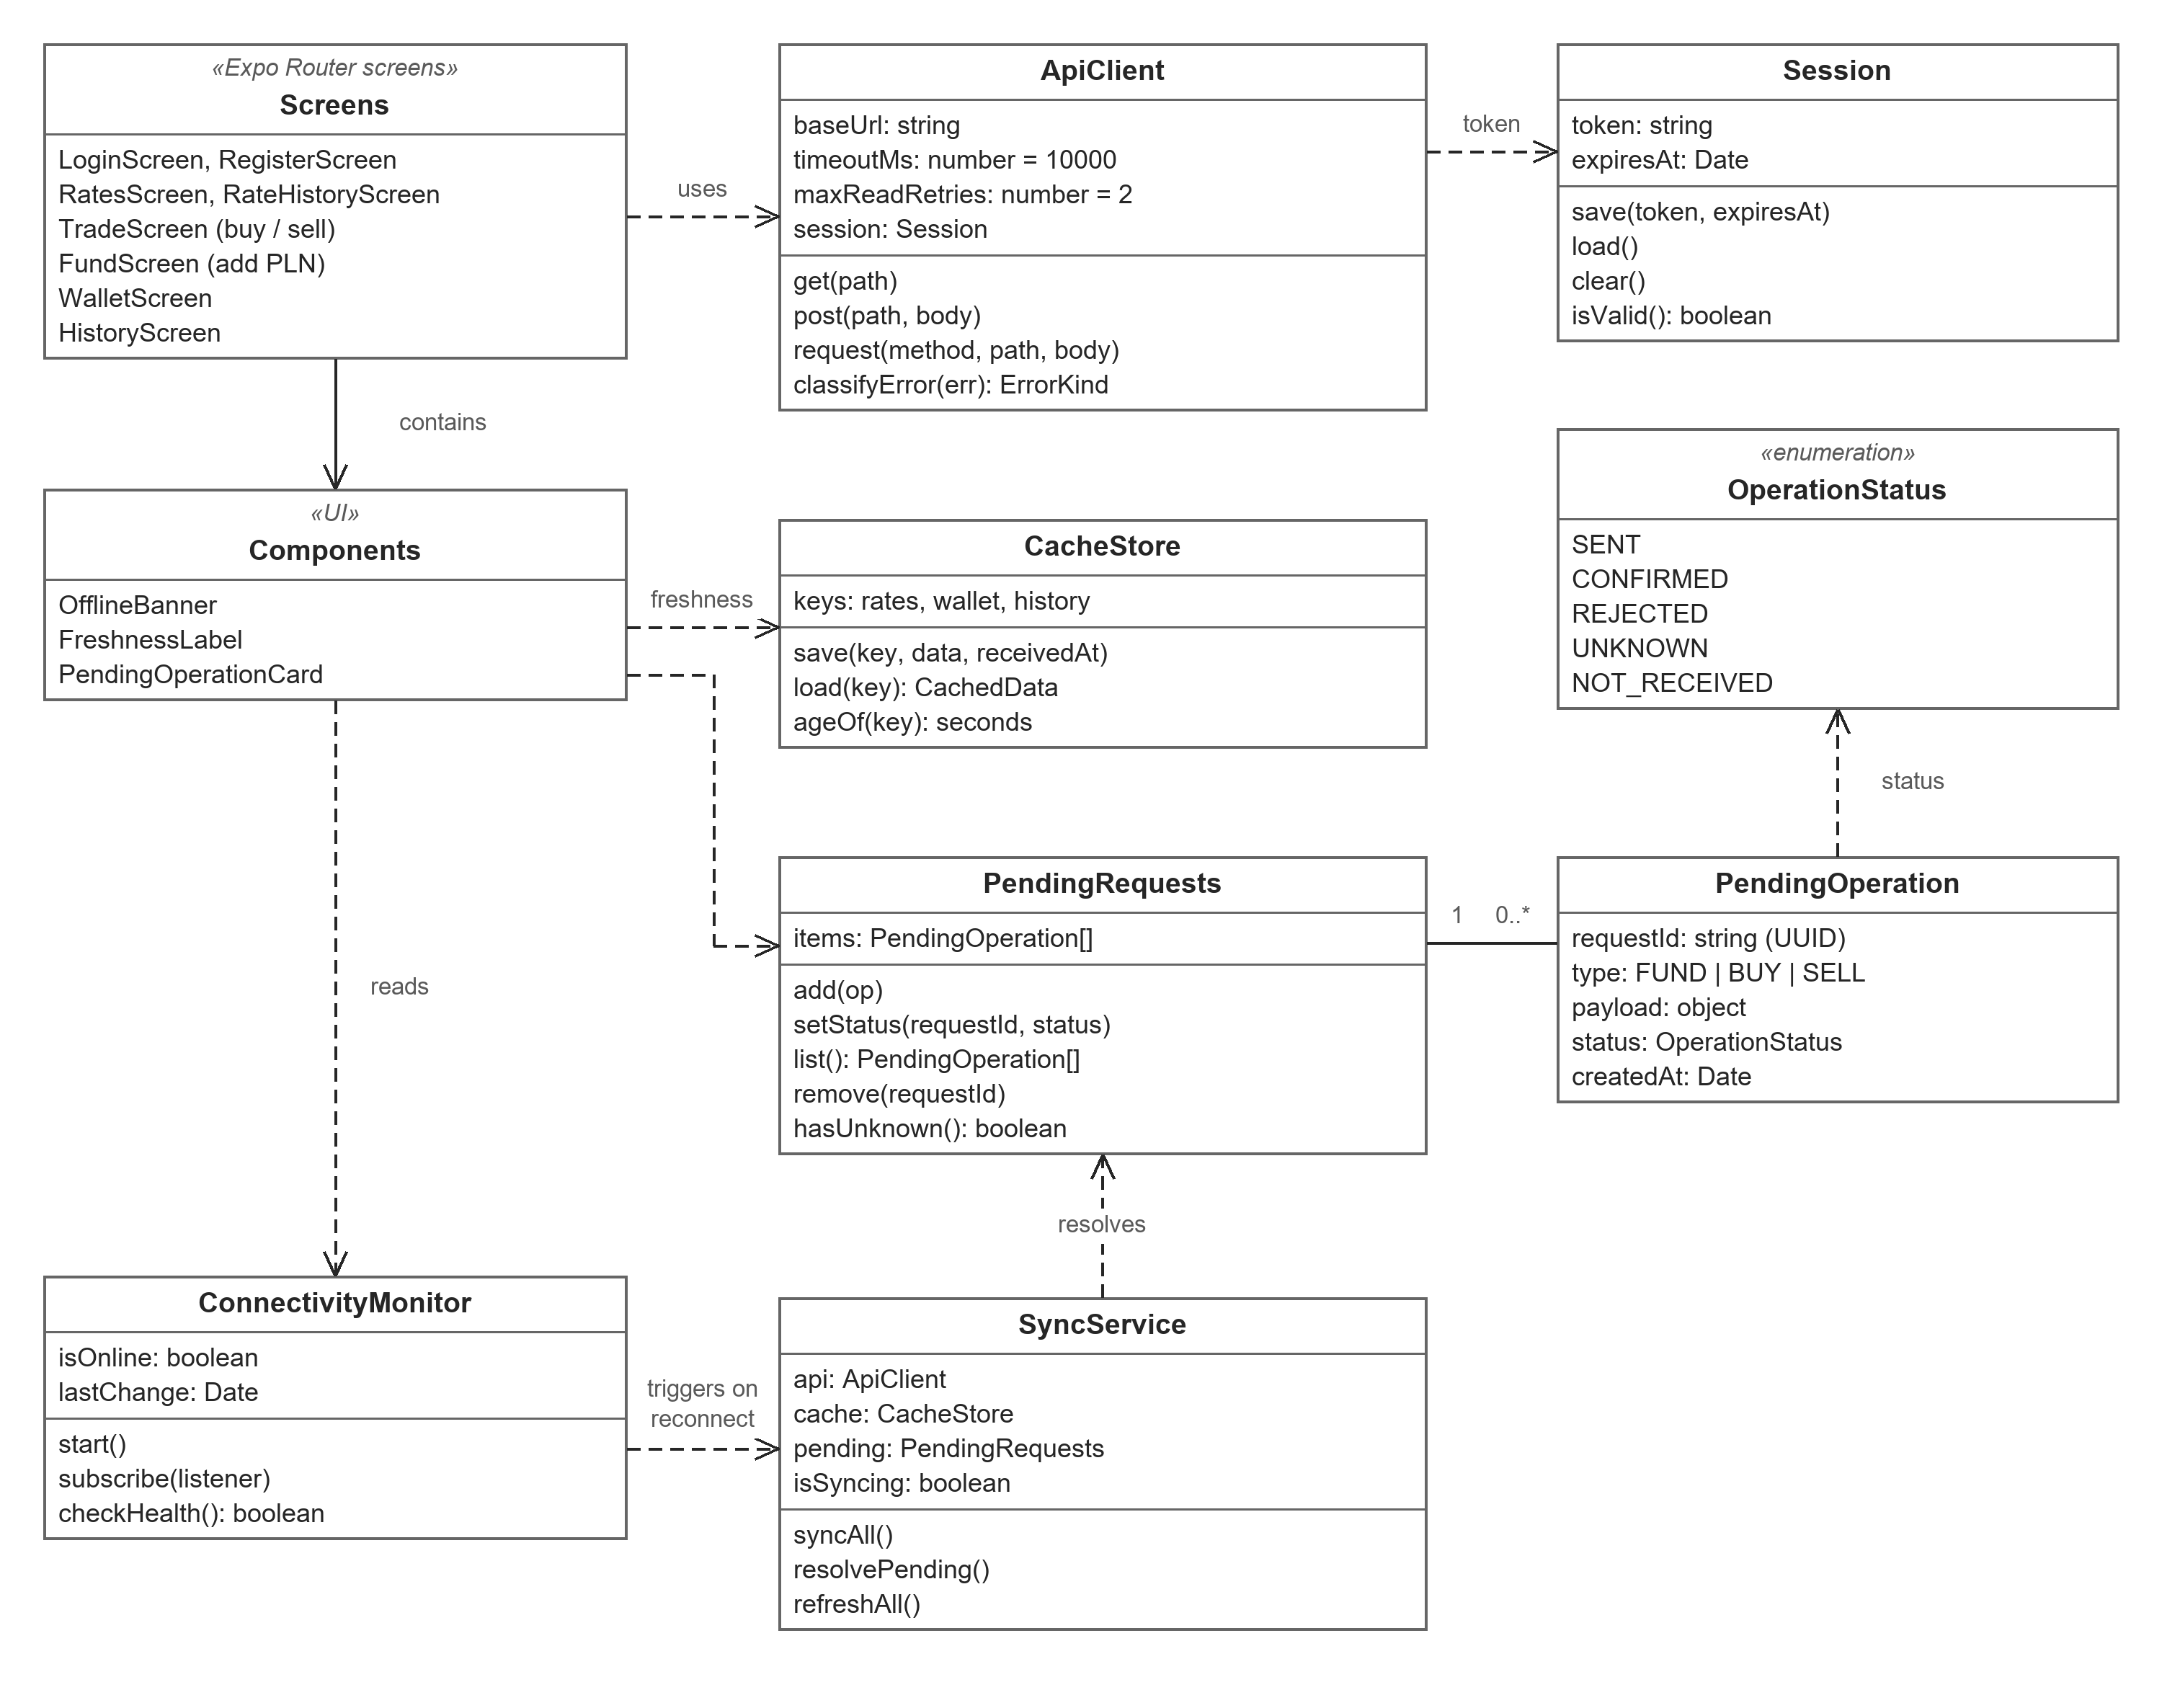 «Expo Router screens»
Screens
LoginScreen, RegisterScreen
RatesScreen, RateHistoryScreen
TradeScreen (buy / sell)
FundScreen (add PLN)
WalletScreen
HistoryScreen
uses
ApiClient
baseUrl: string
timeoutMs: number = 10000
maxReadRetries: number = 2
session: Session
get(path)
post(path, body)
request(method, path, body)
classifyError(err): ErrorKind
token
Session
token: string
expiresAt: Date
save(token, expiresAt)
load()
clear()
isValid(): boolean
contains
«UI»
Components
OfflineBanner
FreshnessLabel
PendingOperationCard
freshness
CacheStore
keys: rates, wallet, history
save(key, data, receivedAt)
load(key): CachedData
ageOf(key): seconds
«enumeration»
OperationStatus
SENT
CONFIRMED
REJECTED
UNKNOWN
NOT_RECEIVED
status
reads
PendingRequests
items: PendingOperation[]
add(op)
setStatus(requestId, status)
list(): PendingOperation[]
remove(requestId)
hasUnknown(): boolean
1 0..*
PendingOperation
requestId: string (UUID)
type: FUND | BUY | SELL
payload: object
status: OperationStatus
createdAt: Date
resolves
ConnectivityMonitor
isOnline: boolean
lastChange: Date
start()
subscribe(listener)
checkHealth(): boolean
triggers on
reconnect
SyncService
api: ApiClient
cache: CacheStore
pending: PendingRequests
isSyncing: boolean
syncAll()
resolvePending()
refreshAll()